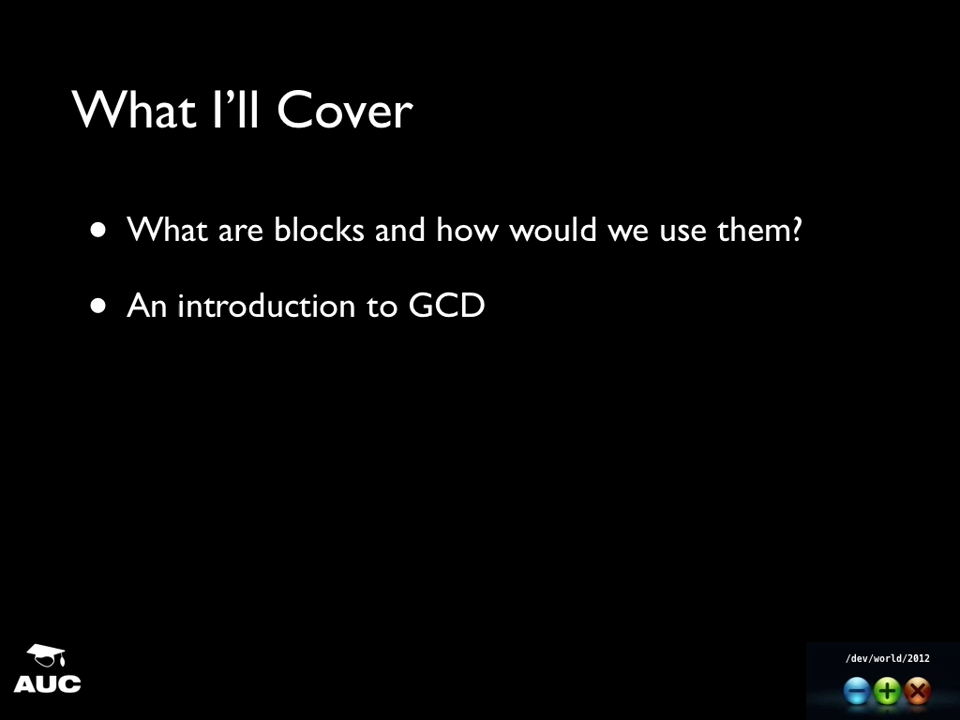 What I’ll Cover
• What are blocks and how would we use them?
• An introduction to GCD
AUC
/dev/world/2012